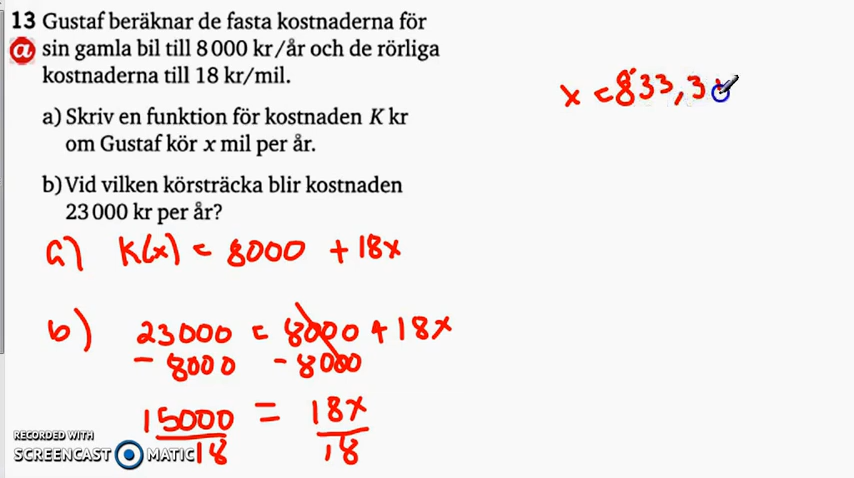 13 Gustaf beräknar de fasta kostnaderna för
a sin gamla bil till 8 000 kr/år och de rörliga
kostnaderna till 18 kr/mil.
a) Skriv en funktion för kostnaden K kr
om Gustaf kör x mil per år.
b) Vid vilken körsträcka blir kostnaden
23 000 kr per år?
x = 833,3
a) K(x) = 8000 + 18x
b) 23000 = 8000 + 18x
- 8000 - 8000
15000 = 18x
18 18
RECORDED WITH
SCREENCAST MATIC